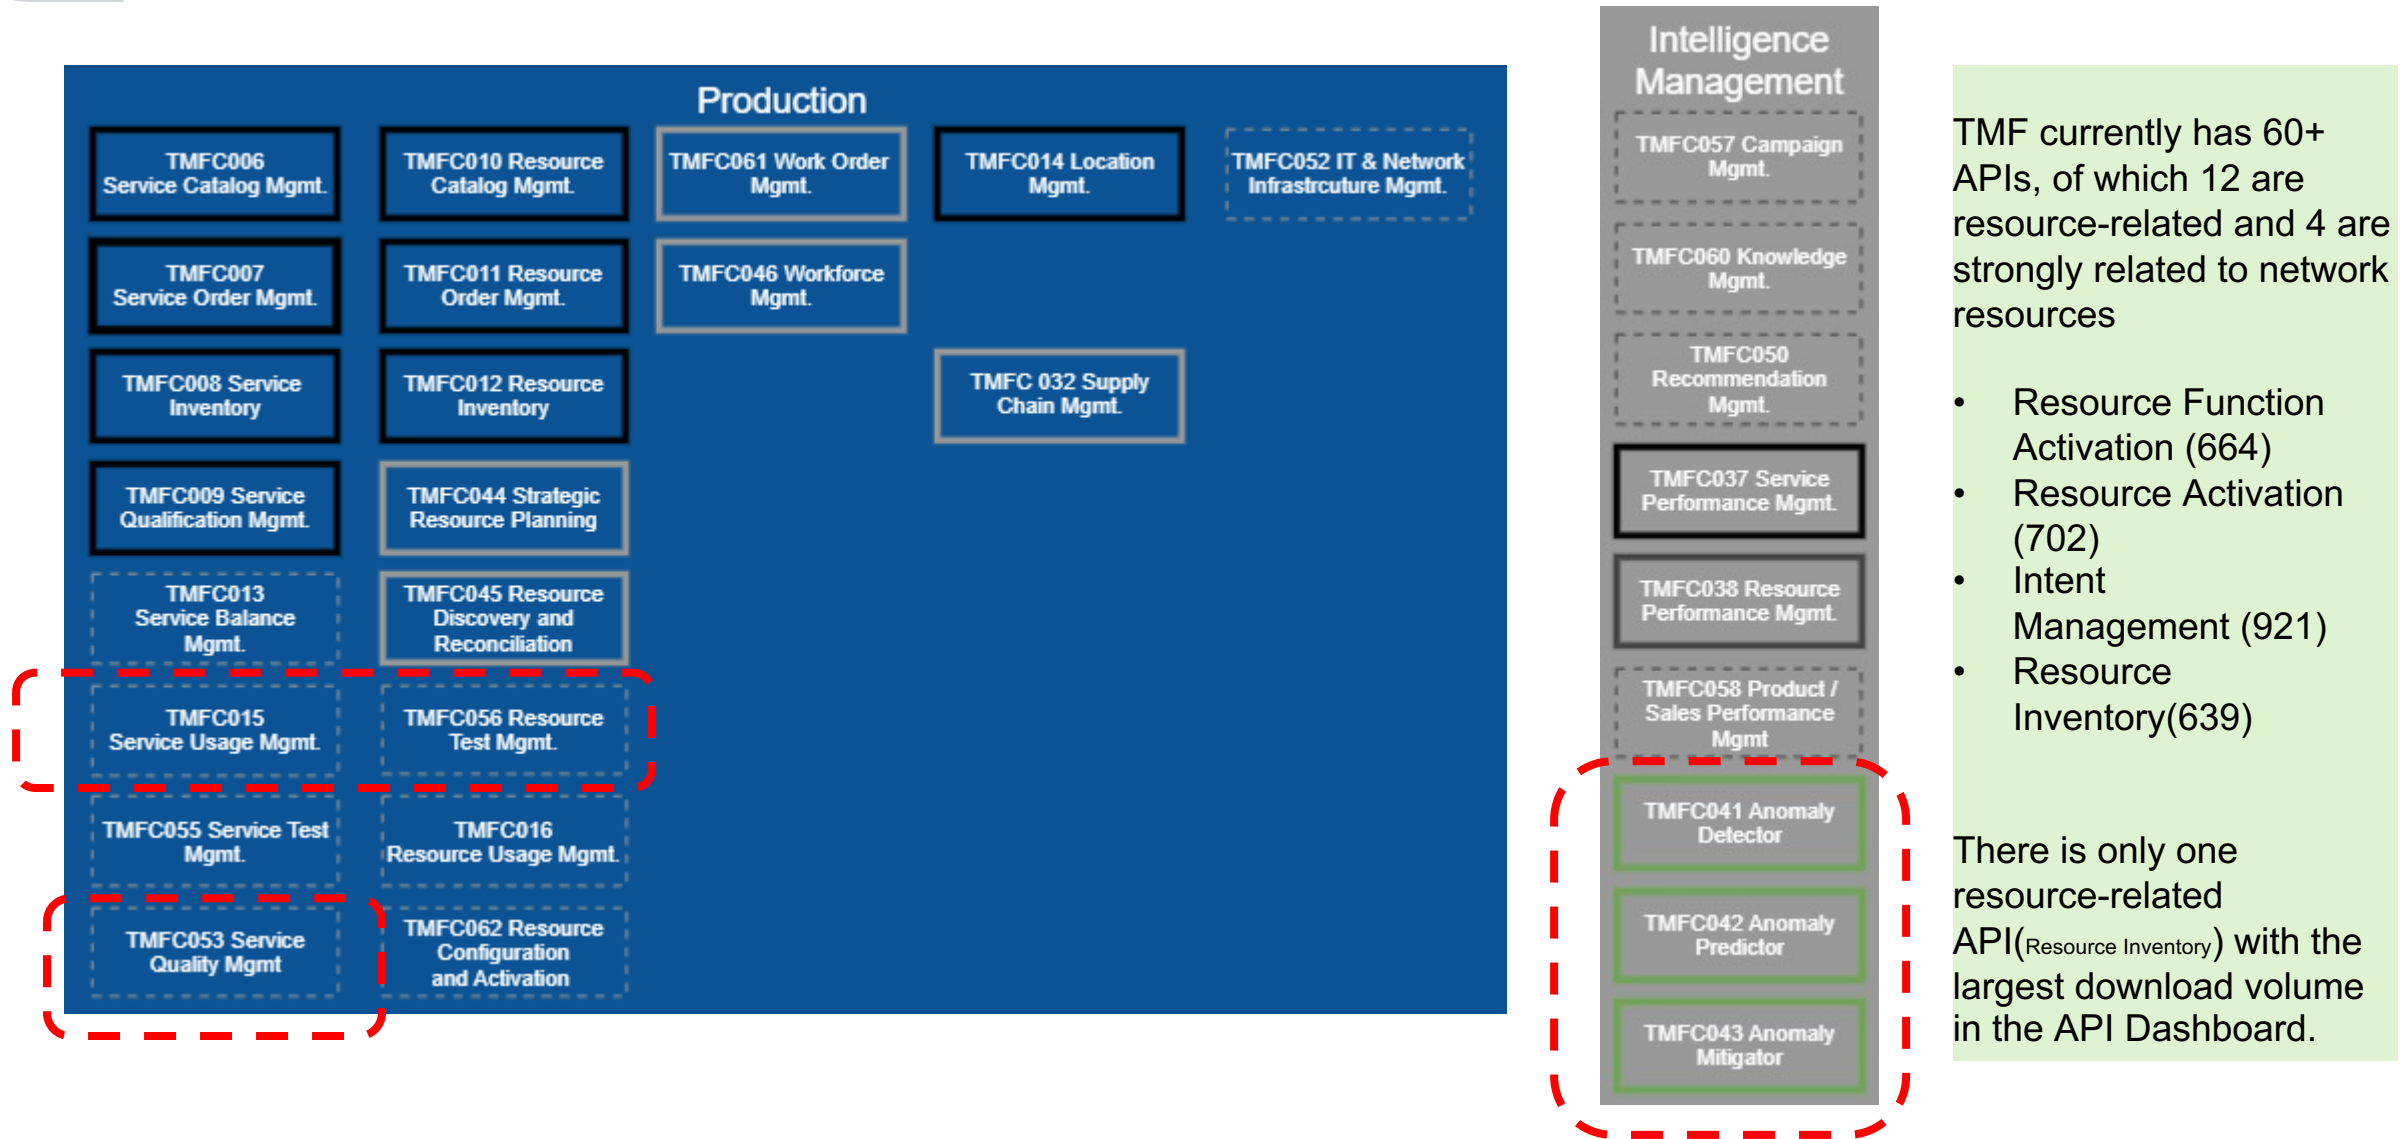 Production
TMFC006
Service Catalog Mgmt.
TMFC010 Resource
Catalog Mgmt.
TMFC061 Work Order
Mgmt.
TMFC014 Location
Mgmt.
TMFC052 IT & Network
Infrastrcuture Mgmt.
TMFC007
Service Order Mgmt.
TMFC011 Resource
Order Mgmt.
TMFC046 Workforce
Mgmt.
TMFC008 Service
Inventory
TMFC012 Resource
Inventory
TMFC 032 Supply
Chain Mgmt.
TMFC009 Service
Qualification Mgmt.
TMFC044 Strategic
Resource Planning
TMFC013
Service Balance
Mgmt.
TMFC045 Resource
Discovery and
Reconciliation
TMFC015
Service Usage Mgmt.
TMFC056 Resource
Test Mgmt.
TMFC055 Service Test
Mgmt.
TMFC016
Resource Usage Mgmt.
TMFC053 Service
Quality Mgmt
TMFC062 Resource
Configuration
and Activation
Intelligence
Management
TMFC057 Campaign
Mgmt.
TMFC060 Knowledge
Mgmt.
TMFC050
Recommendation
Mgmt.
TMFC037 Service
Performance Mgmt.
TMFC038 Resource
Performance Mgmt.
TMFC058 Product /
Sales Performance
Mgmt
TMFC041 Anomaly
Detector
TMFC042 Anomaly
Predictor
TMFC043 Anomaly
Mitigator
TMF currently has 60+
APIs, of which 12 are
resource-related and 4 are
strongly related to network
resources
• Resource Function
Activation (664)
• Resource Activation
(702)
• Intent
Management (921)
• Resource
Inventory(639)
There is only one
resource-related
API(Resource Inventory) with the
largest download volume
in the API Dashboard.